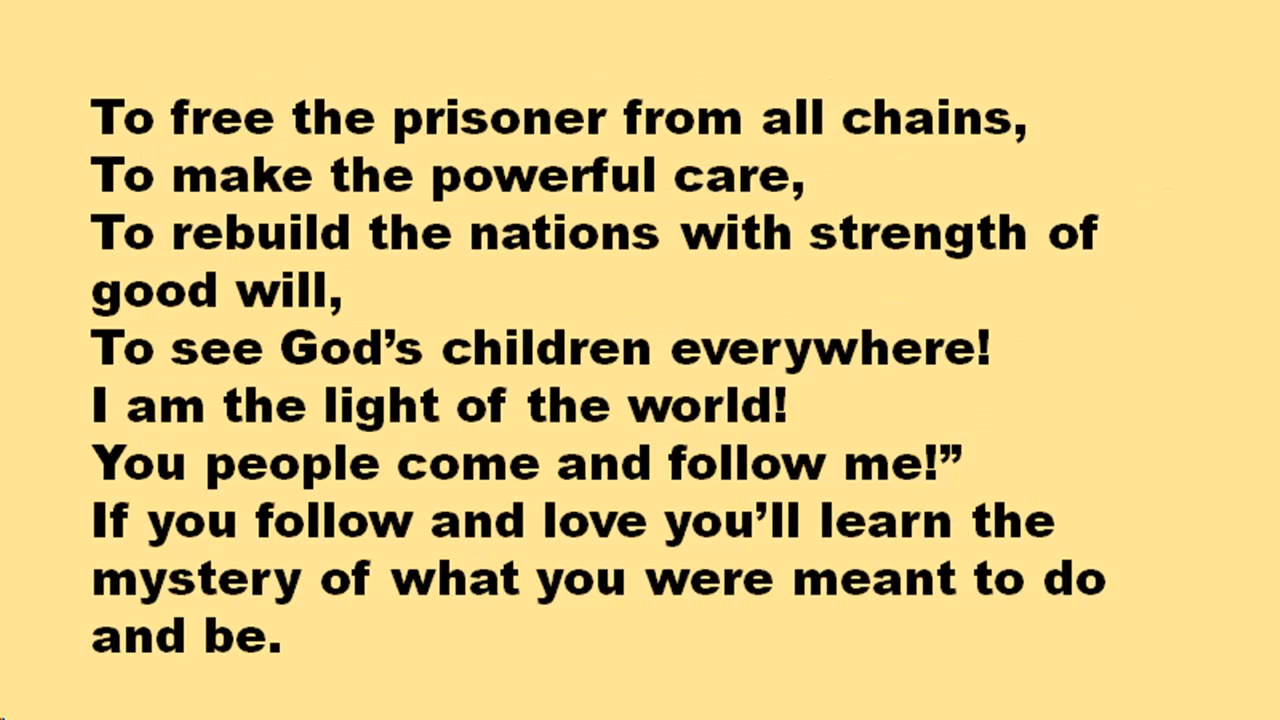 To free the prisoner from all chains,
To make the powerful care,
To rebuild the nations with strength of
good will,
To see God’s children everywhere!
I am the light of the world!
You people come and follow me!”
If you follow and love you’ll learn the
mystery of what you were meant to do
and be.